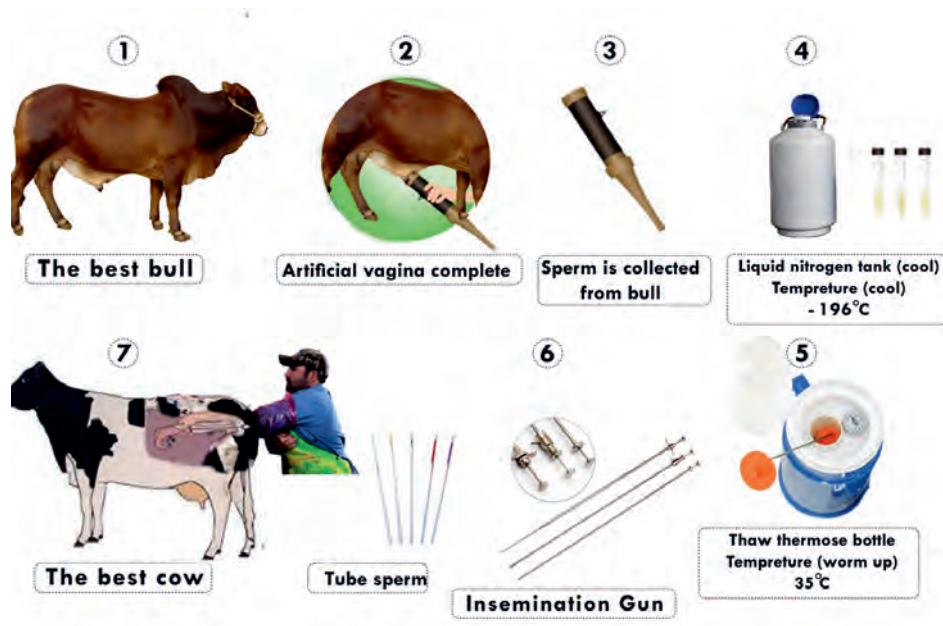 1
2
3
4
The best bull
Artificial vagina complete
Sperm is collected
from bull
Liquid nitrogen tank (cool)
Tempreture (cool)
- 196°C
7
6
5
The best cow
Tube sperm
Insemination Gun
Thaw thermose bottle
Tempreture (worm up)
35°C